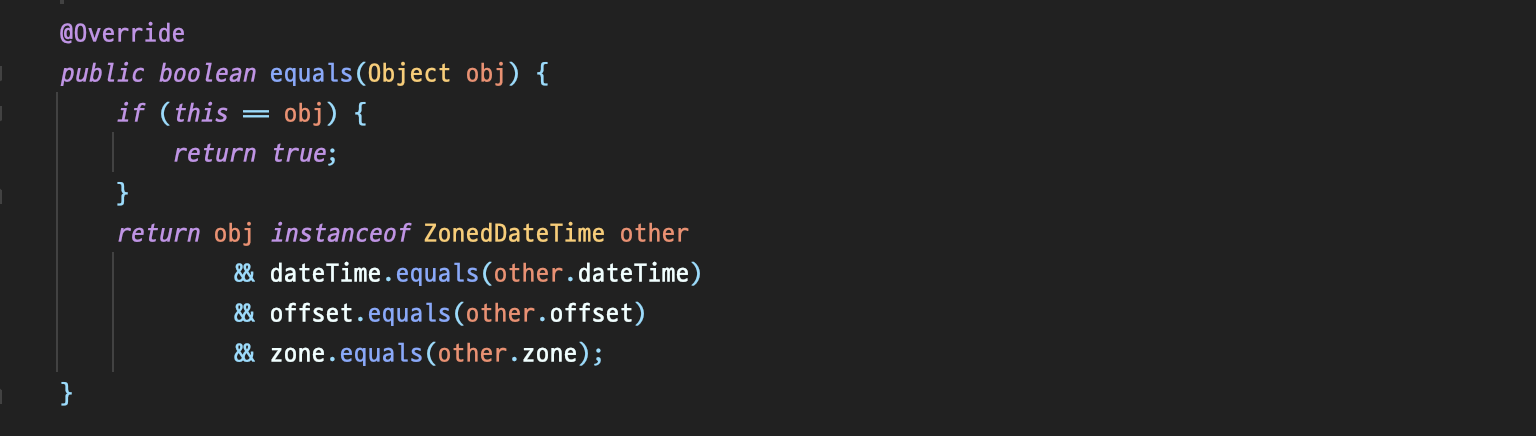 @Override
public boolean equals(Object obj) {
if (this == obj) {
return true;
}
return obj instanceof ZonedDateTime other
&& dateTime.equals(other.dateTime)
&& offset.equals(other.offset)
&& zone.equals(other.zone);
}